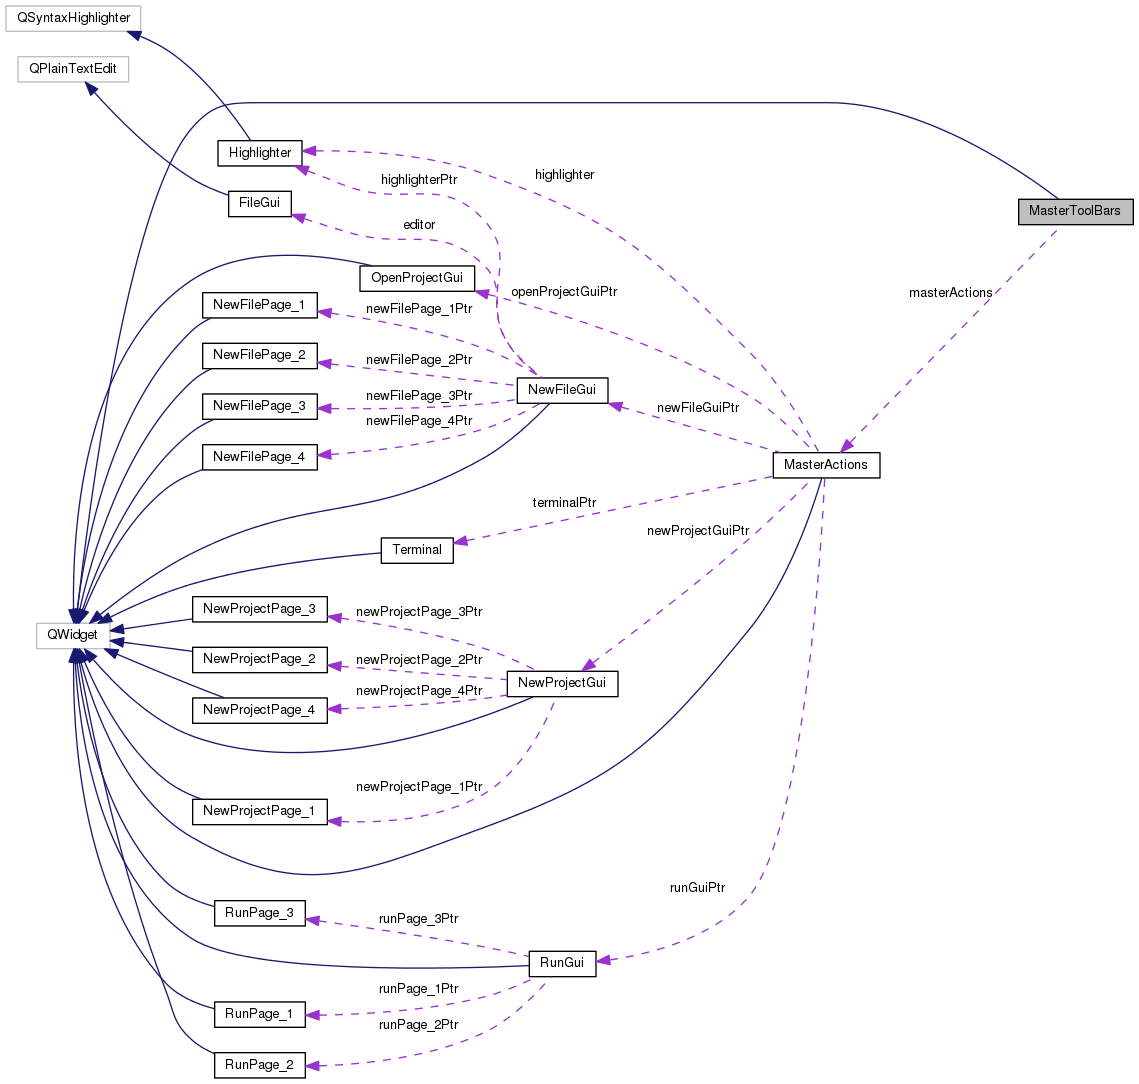 QSyntaxHighlighter
QPlainTextEdit
Highlighter
highlighter
highlighterPtr
FileGui
MasterToolBars
editor
OpenProjectGui
openProjectGuiPtr
masterActions
NewFilePage_1
newFilePage_1Ptr
NewFilePage_2
newFilePage_2Ptr
NewFileGui
NewFilePage_3
newFilePage_3Ptr
newFileGuiPtr
newFilePage_4Ptr
NewFilePage_4
MasterActions
terminalPtr
newProjectGuiPtr
Terminal
NewProjectPage_3
newProjectPage_3Ptr
QWidget
NewProjectPage_2
newProjectPage_2Ptr
NewProjectGui
newProjectPage_4Ptr
NewProjectPage_4
newProjectPage_1Ptr
NewProjectPage_1
runGuiPtr
RunPage_3
runPage_3Ptr
RunGui
runPage_1Ptr
RunPage_1
runPage_2Ptr
RunPage_2